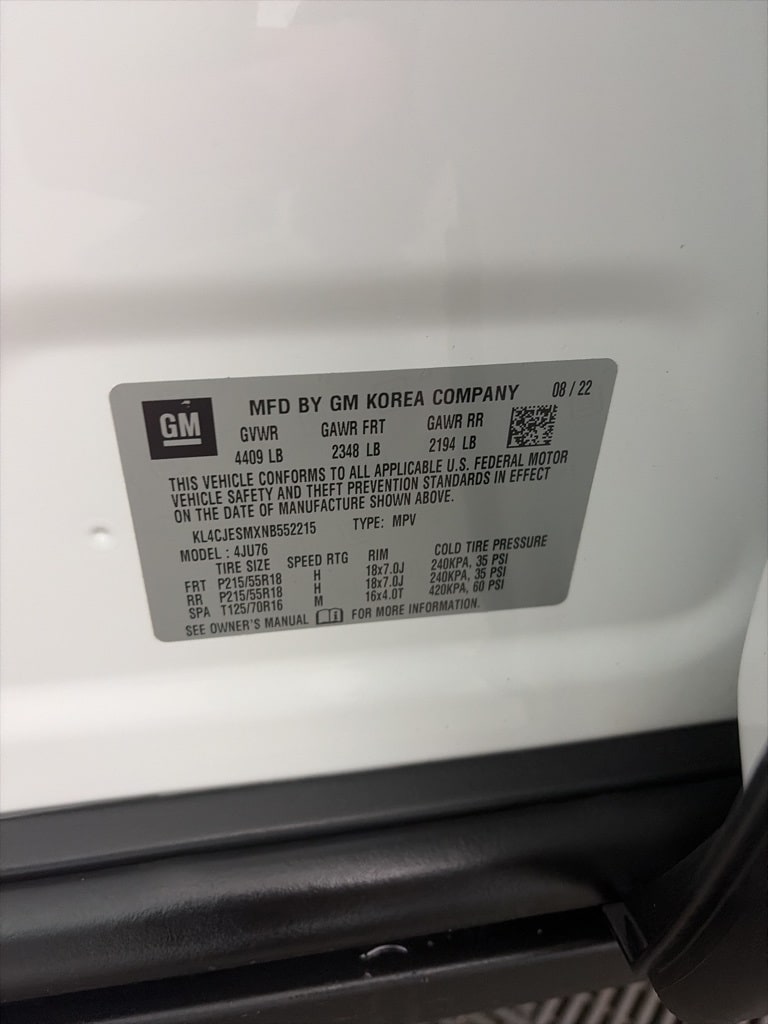 GM MFD BY GM KOREA COMPANY 08 / 22
GVWR GAWR FRT GAWR RR
4409 LB 2348 LB 2194 LB
THIS VEHICLE CONFORMS TO ALL APPLICABLE U.S. FEDERAL MOTOR
VEHICLE SAFETY AND THEFT PREVENTION STANDARDS IN EFFECT
ON THE DATE OF MANUFACTURE SHOWN ABOVE.
KL4CJESMXNB552215 TYPE: MPV
MODEL : 4JU76
TIRE SIZE SPEED RTG RIM COLD TIRE PRESSURE
FRT P215/55R18 H 18x7.0J 240KPA, 35 PSI
RR P215/55R18 H 18x7.0J 240KPA, 35 PSI
SPA T125/70R16 M 16x4.0T 420KPA, 60 PSI
SEE OWNER'S MANUAL FOR MORE INFORMATION.